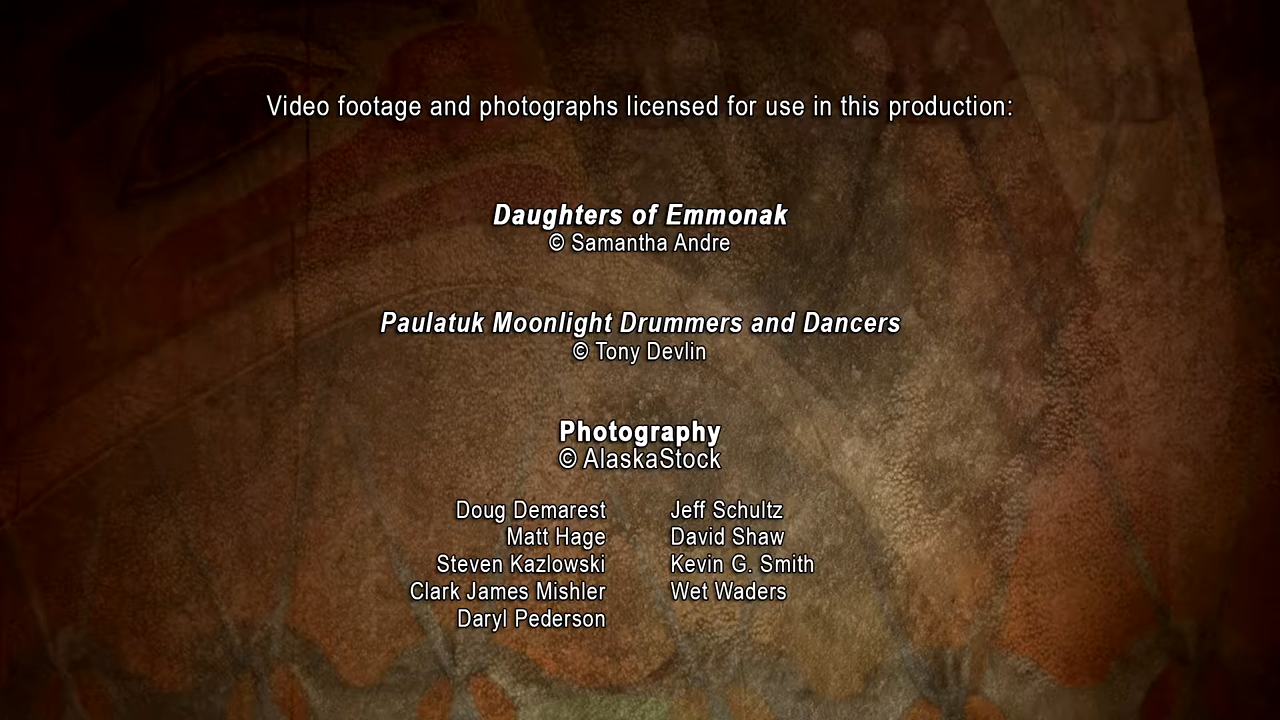 Video footage and photographs licensed for use in this production:
Daughters of Emmonak
© Samantha Andre
Paulatuk Moonlight Drummers and Dancers
© Tony Devlin
Photography
© AlaskaStock
Doug Demarest
Matt Hage
Steven Kazlowski
Clark James Mishler
Daryl Pederson
Jeff Schultz
David Shaw
Kevin G. Smith
Wet Waders